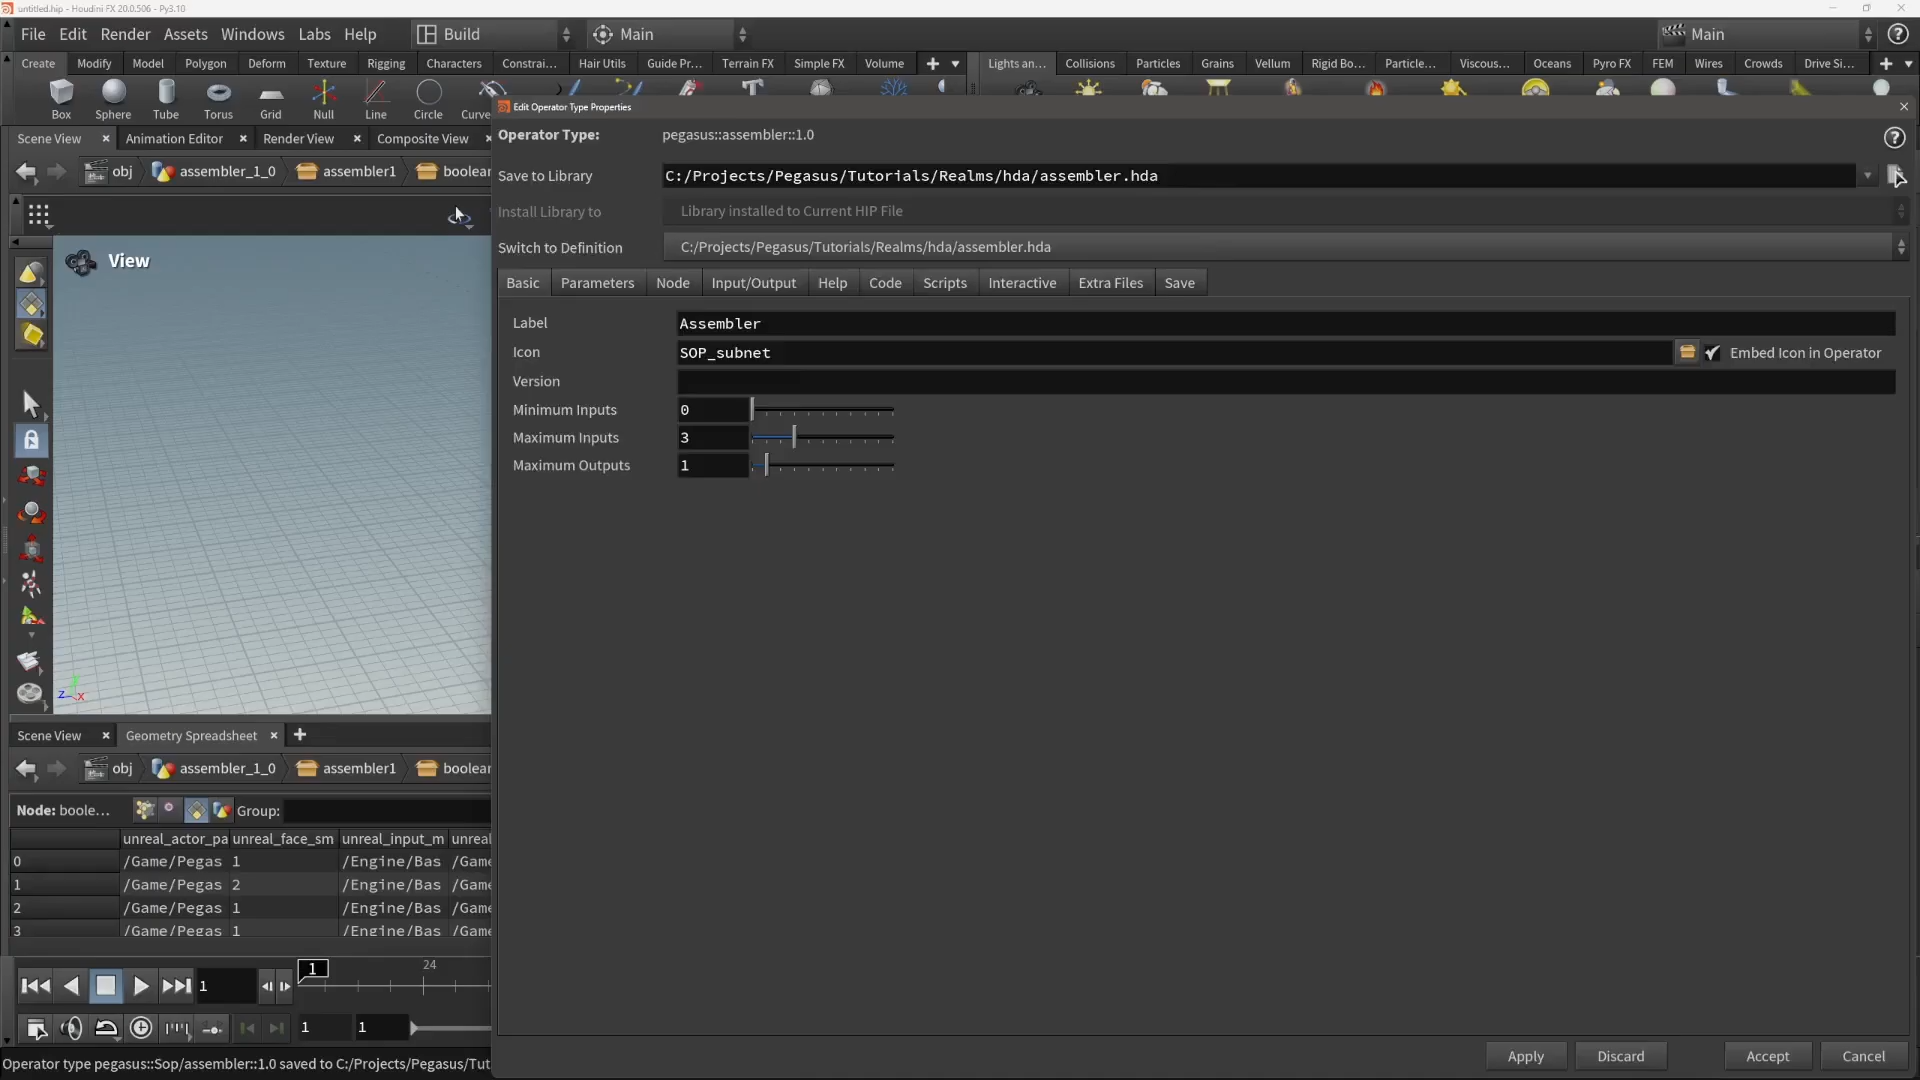 untitled.hip - Houdini FX 20.0.506 - Py3.10
File Edit Render Assets Windows Labs Help Build Main Main
Create Modify Model Polygon Deform Texture Rigging Characters Constrai... Hair Utils Guide Pr... Terrain FX Simple FX Volume Lights an... Collisions Particles Grains Vellum Rigid Bo... Particle... Viscous... Oceans Pyro FX FEM Wires Crowds Drive Si...
Box Sphere Tube Torus Grid Null Line Circle Curve
Edit Operator Type Properties
Scene View Animation Editor Render View Composite View
Operator Type: pegasus::assembler::1.0
obj assembler_1_0 assembler1 boolean
Save to Library C:/Projects/Pegasus/Tutorials/Realms/hda/assembler.hda
Install Library to Library installed to Current HIP File
Switch to Definition C:/Projects/Pegasus/Tutorials/Realms/hda/assembler.hda
View
Basic Parameters Node Input/Output Help Code Scripts Interactive Extra Files Save
Label Assembler
Icon SOP_subnet Embed Icon in Operator
Version
Minimum Inputs 0
Maximum Inputs 3
Maximum Outputs 1
z y x
Scene View Geometry Spreadsheet
obj assembler_1_0 assembler1 boolean
Node: boole... Group:
unreal_actor_pa unreal_face_sm unreal_input_m unreal
0 /Game/Pegas 1 /Engine/Bas /Game
1 /Game/Pegas 2 /Engine/Bas /Game
2 /Game/Pegas 1 /Engine/Bas /Game
3 /Game/Pegas 1 /Engine/Bas /Game
1 1 24
1 1
Operator type pegasus::Sop/assembler::1.0 saved to C:/Projects/Pegasus/Tut
Apply Discard Accept Cancel